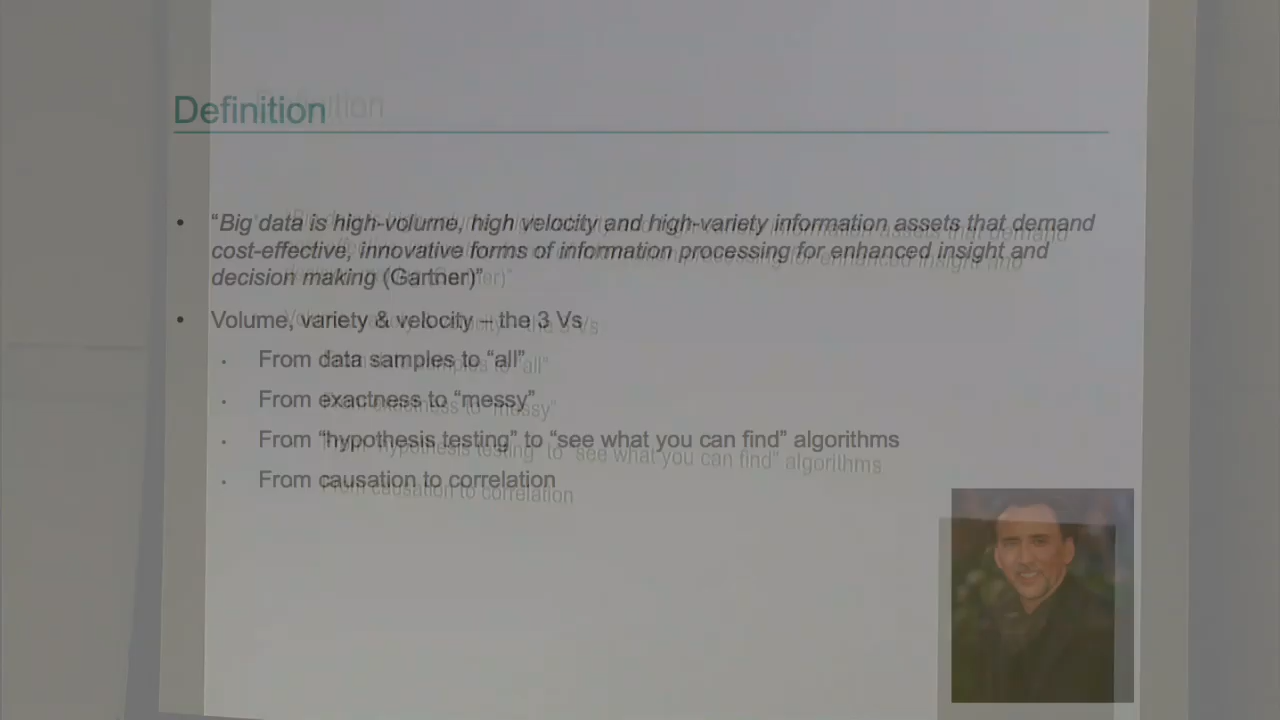 Definition
• “Big data is high-volume, high velocity and high-variety information assets that demand
cost-effective, innovative forms of information processing for enhanced insight and
decision making (Gartner)”
• Volume, variety & velocity – the 3 Vs
• From data samples to “all”
• From exactness to “messy”
• From “hypothesis testing” to “see what you can find” algorithms
• From causation to correlation